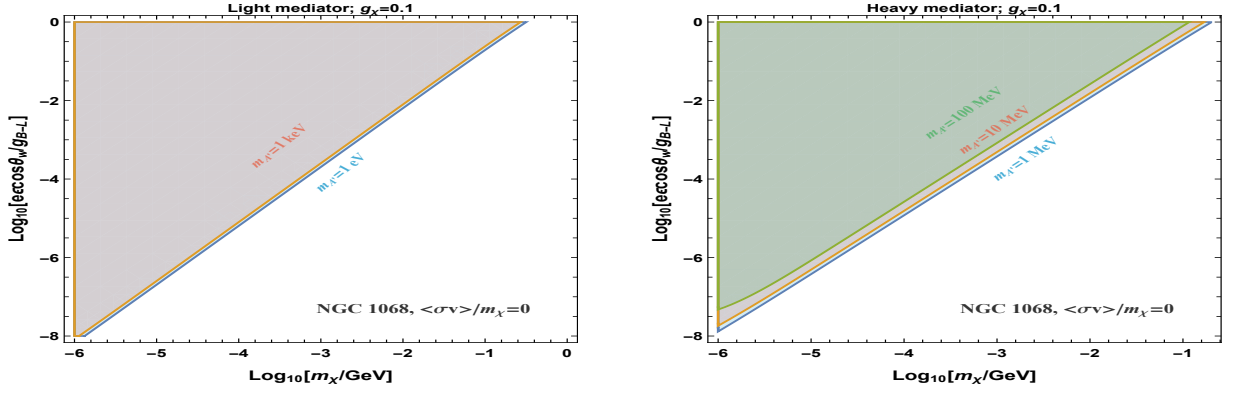 Light mediator; gχ=0.1
Log₁₀[eϵcosθw/gB-L]
0
-2
-4
-6
-8
mA'=1 keV
mA'=1 eV
NGC 1068, <σv>/mχ=0
-6 -5 -4 -3 -2 -1 0
Log₁₀[mχ/GeV]
Heavy mediator; gχ=0.1
Log₁₀[eϵcosθw/gB-L]
0
-2
-4
-6
-8
mA'=100 MeV
mA'=10 MeV
mA'=1 MeV
NGC 1068, <σv>/mχ=0
-6 -5 -4 -3 -2 -1
Log₁₀[mχ/GeV]